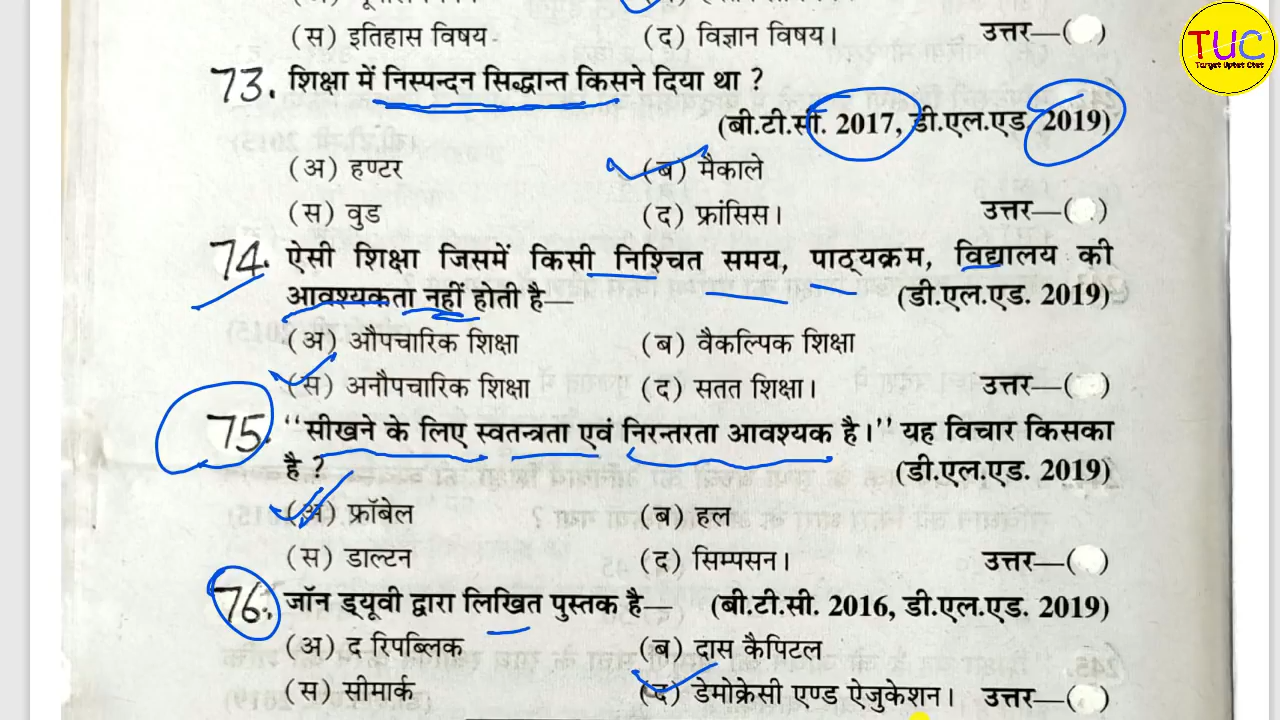 TUC
Target Uptet Ctet
(स) इतिहास विषय (द) विज्ञान विषय। उत्तर—( )
73. शिक्षा में निस्पन्दन सिद्धान्त किसने दिया था ?
(बी.टी.सी. 2017, डी.एल.एड. 2019)
(अ) हण्टर (ब) मैकाले
(स) वुड (द) फ्रांसिस। उत्तर—( )
74. ऐसी शिक्षा जिसमें किसी निश्चित समय, पाठ्यक्रम, विद्यालय की
आवश्यकता नहीं होती है— (डी.एल.एड. 2019)
(अ) औपचारिक शिक्षा (ब) वैकल्पिक शिक्षा
(स) अनौपचारिक शिक्षा (द) सतत शिक्षा। उत्तर—( )
75. ‘‘सीखने के लिए स्वतन्त्रता एवं निरन्तरता आवश्यक है।’’ यह विचार किसका
है ? (डी.एल.एड. 2019)
(अ) फ्रॉबेल (ब) हल
(स) डाल्टन (द) सिम्पसन। उत्तर—( )
76. जॉन ड्यूवी द्वारा लिखित पुस्तक है— (बी.टी.सी. 2016, डी.एल.एड. 2019)
(अ) द रिपब्लिक (ब) दास कैपिटल
(स) सीमार्क (द) डेमोक्रेसी एण्ड ऐजुकेशन। उत्तर—( )